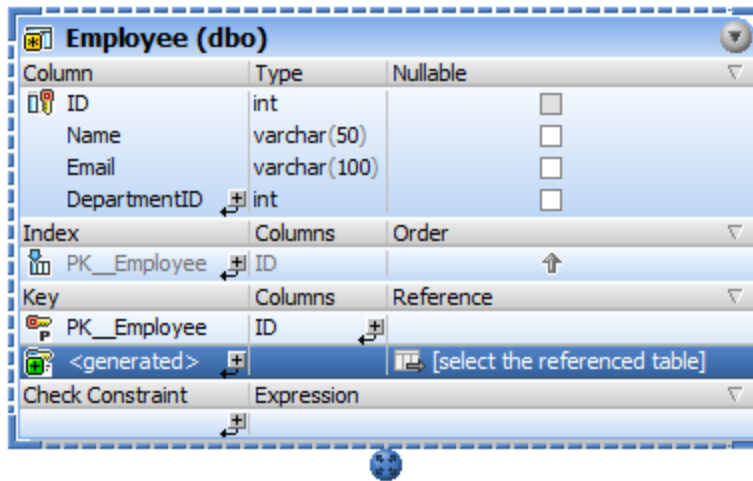 Employee (dbo)
Column Type Nullable
ID int
Name varchar(50)
Email varchar(100)
DepartmentID int
Index Columns Order
PK__Employee ID
Key Columns Reference
PK__Employee ID
<generated> [select the referenced table]
Check Constraint Expression